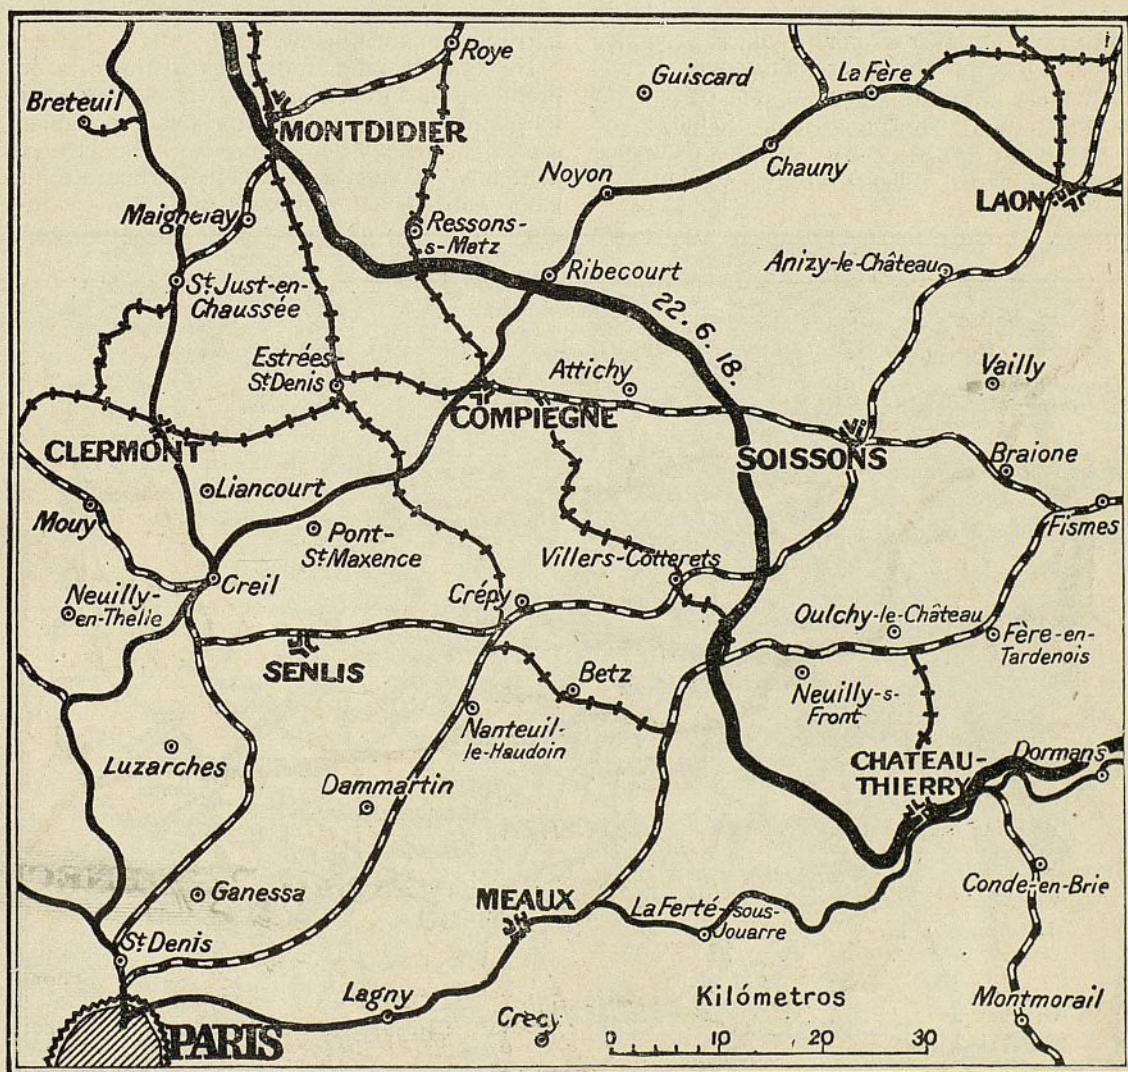 Roye
Guiscard
La Fère
Breteuil
MONTDIDIER
Noyon
Chauny
LAON
Maigneray
Ressons-
s-Matz
St Just-en-
Chaussée
Ribecourt
Anizy-le-Château
22. 6. 18.
Estrées-
St Denis
Attichy
Vailly
COMPIÈGNE
CLERMONT
SOISSONS
Braione
Liancourt
Mouy
Pont-
St Maxence
Fismes
Villers-Cotterets
Creil
Neuilly-
en-Thelle
Crépy
Oulchy-le-Château
Fère-en-
Tardenois
SENLIS
Betz
Neuilly-s-
Front
Nanteuil-
le-Haudoin
Luzarches
Dammartin
CHATEAU-
THIERRY
Dormans
Ganessa
MEAUX
La Ferté-sous-
Jouarre
Conde-en-Brie
St Denis
Lagny
Kilómetros
Montmorail
Crecy
PARIS
0 10 20 30